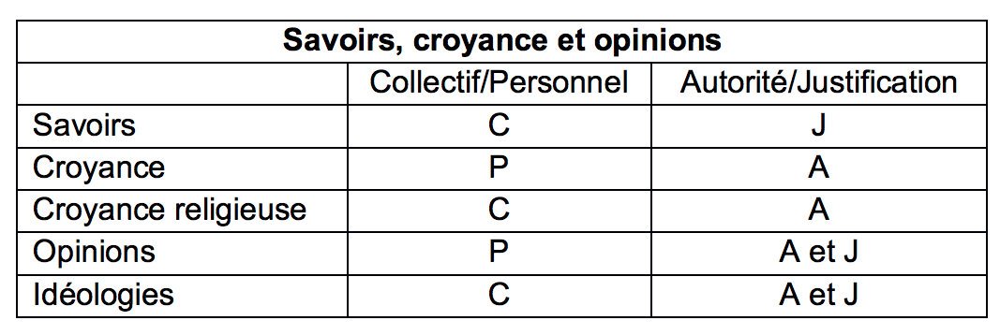 Savoirs, croyance et opinions
Collectif/Personnel Autorité/Justification
Savoirs C J
Croyance P A
Croyance religieuse C A
Opinions P A et J
Idéologies C A et J